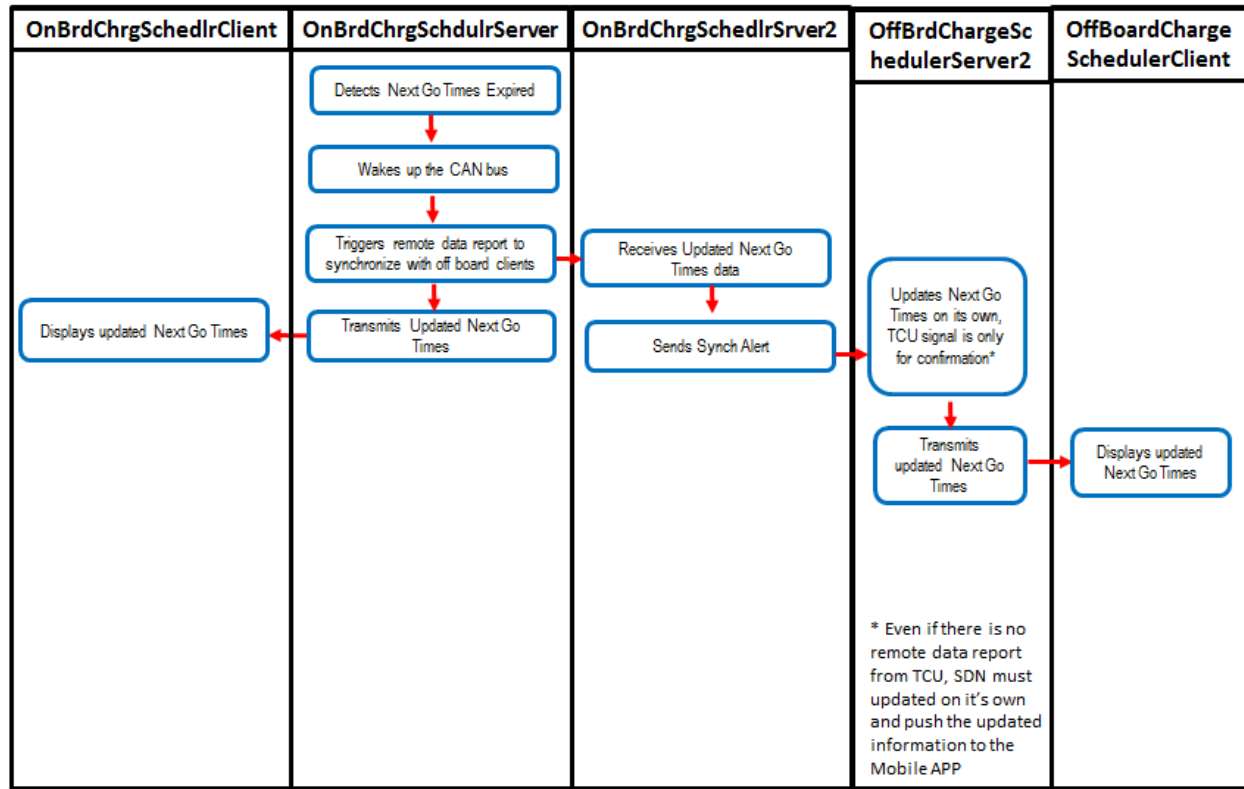 OnBrdChrgSchedlrClient
OnBrdChrgSchdulrServer
OnBrdChrgSchedlrSrver2
OffBrdChargeSc
hedulerServer2
OffBoardCharge
SchedulerClient
Detects Next Go Times Expired
Wakes up the CAN bus
Triggers remote data report to
synchronize with off board clients
Transmits Updated Next Go
Times
Displays updated Next Go Times
Receives Updated Next Go
Times data
Sends Synch Alert
Updates Next Go
Times on its own,
TCU signal is only
for confirmation*
Transmits
updated Next Go
Times
Displays updated
Next Go Times
* Even if there is no
remote data report
from TCU, SDN must
updated on it's own
and push the updated
information to the
Mobile APP